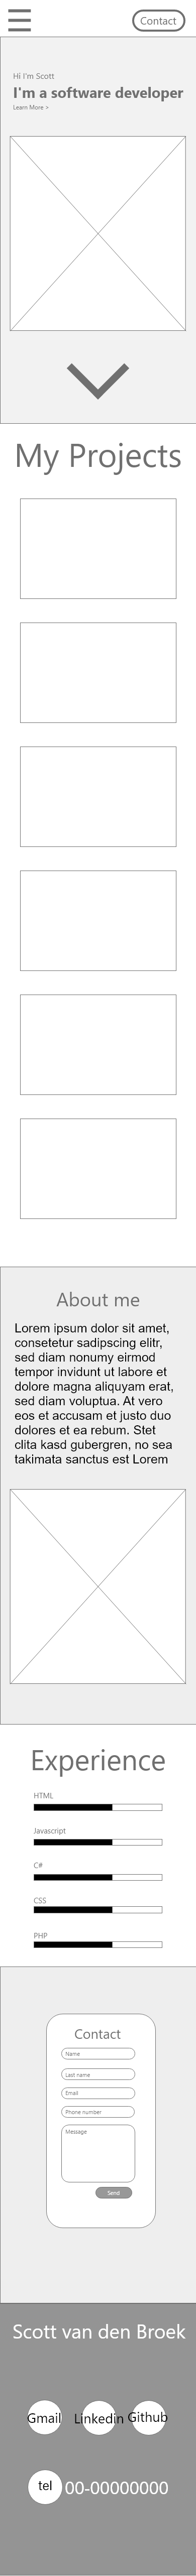 Contact
Hi I'm Scott
I'm a software developer
Learn More >
My Projects
About me
Lorem ipsum dolor sit amet,
consetetur sadipscing elitr,
sed diam nonumy eirmod
tempor invidunt ut labore et
dolore magna aliquyam erat,
sed diam voluptua. At vero
eos et accusam et justo duo
dolores et ea rebum. Stet
clita kasd gubergren, no sea
takimata sanctus est Lorem
Experience
HTML
Javascript
C#
CSS
PHP
Contact
Name
Last name
Email
Phone number
Message
Send
Scott van den Broek
Gmail Linkedin Github
tel 00-00000000